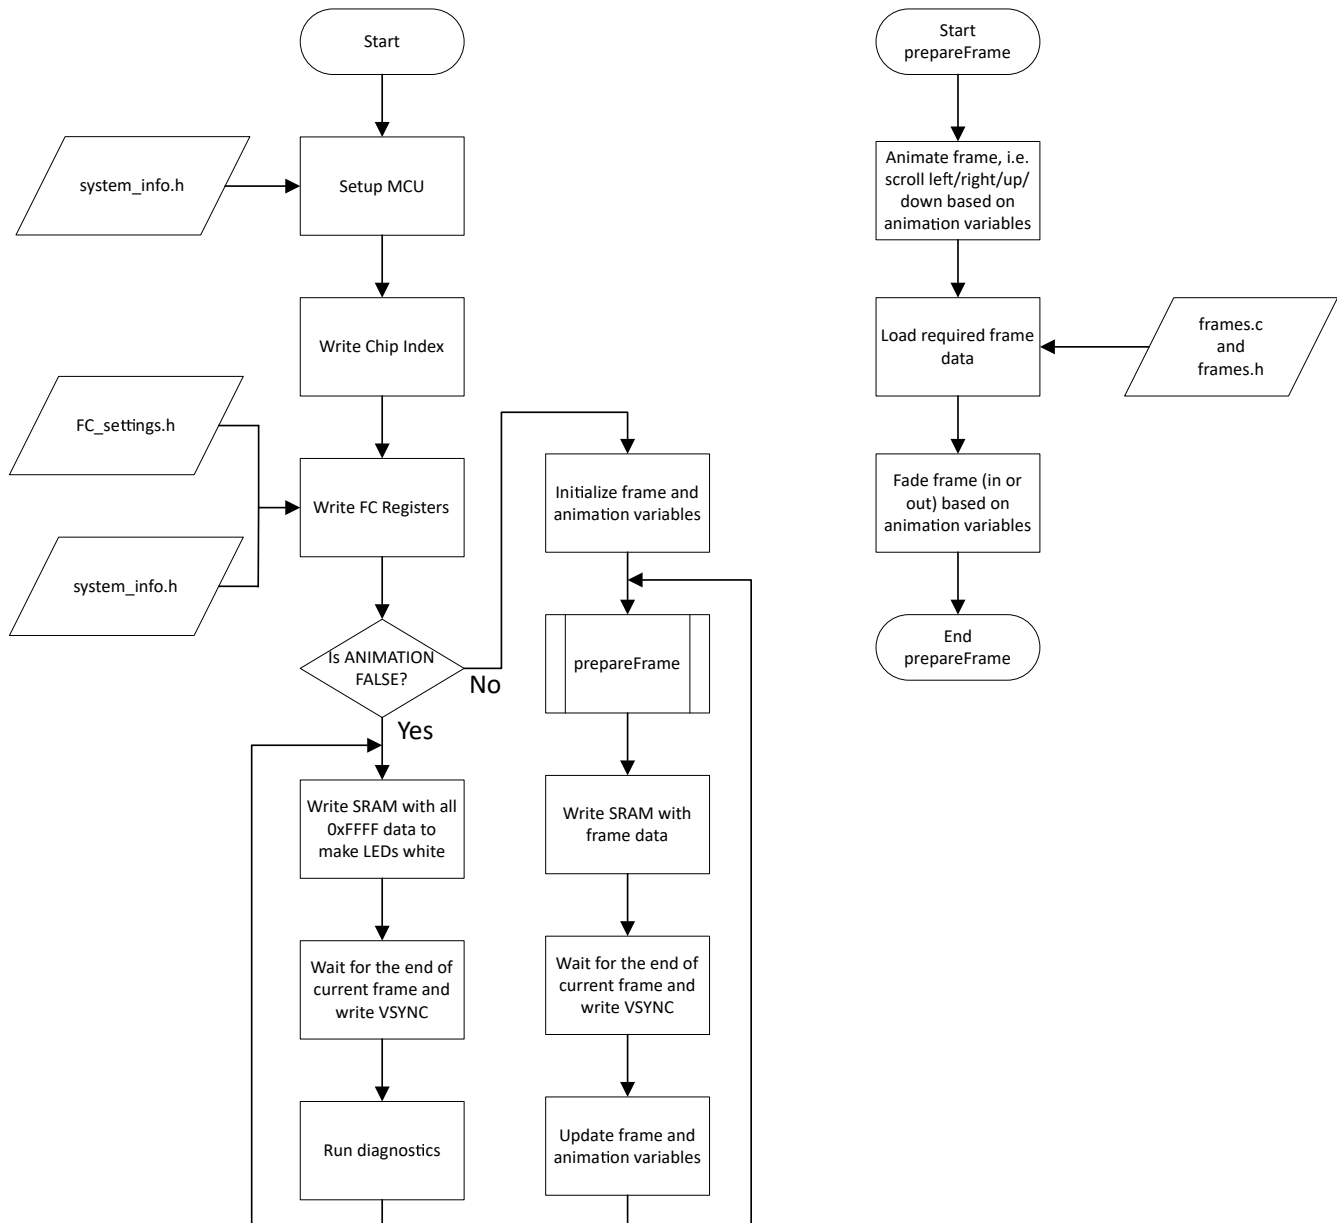 Start
system_info.h
Setup MCU
Write Chip Index
FC_settings.h
Write FC Registers
system_info.h
Is ANIMATION
FALSE?
No
Yes
Write SRAM with all
0xFFFF data to
make LEDs white
Wait for the end of
current frame and
write VSYNC
Run diagnostics
Initialize frame and
animation variables
prepareFrame
Write SRAM with
frame data
Wait for the end of
current frame and
write VSYNC
Update frame and
animation variables
Start
prepareFrame
Animate frame, i.e.
scroll left/right/up/
down based on
animation variables
Load required frame
data
frames.c
and
frames.h
Fade frame (in or
out) based on
animation variables
End
prepareFrame